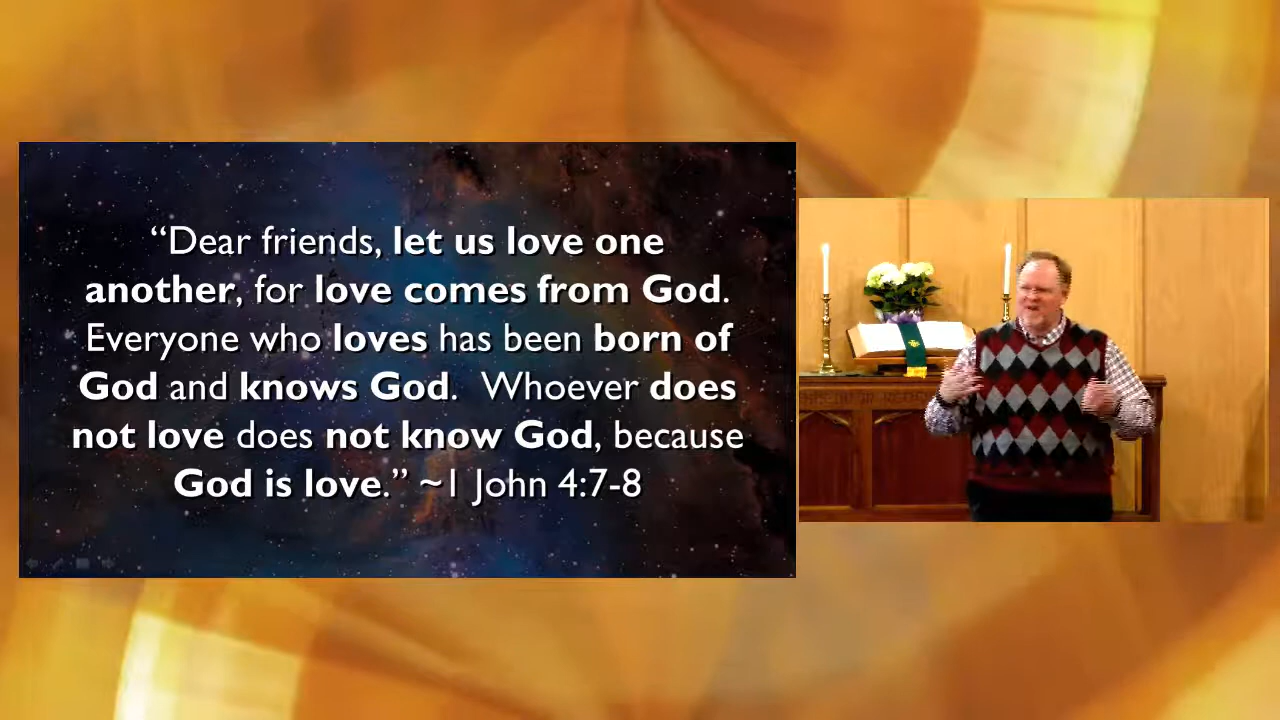 “Dear friends, let us love one
another, for love comes from God.
Everyone who loves has been born of
God and knows God.  Whoever does
not love does not know God, because
God is love.” ~1 John 4:7-8